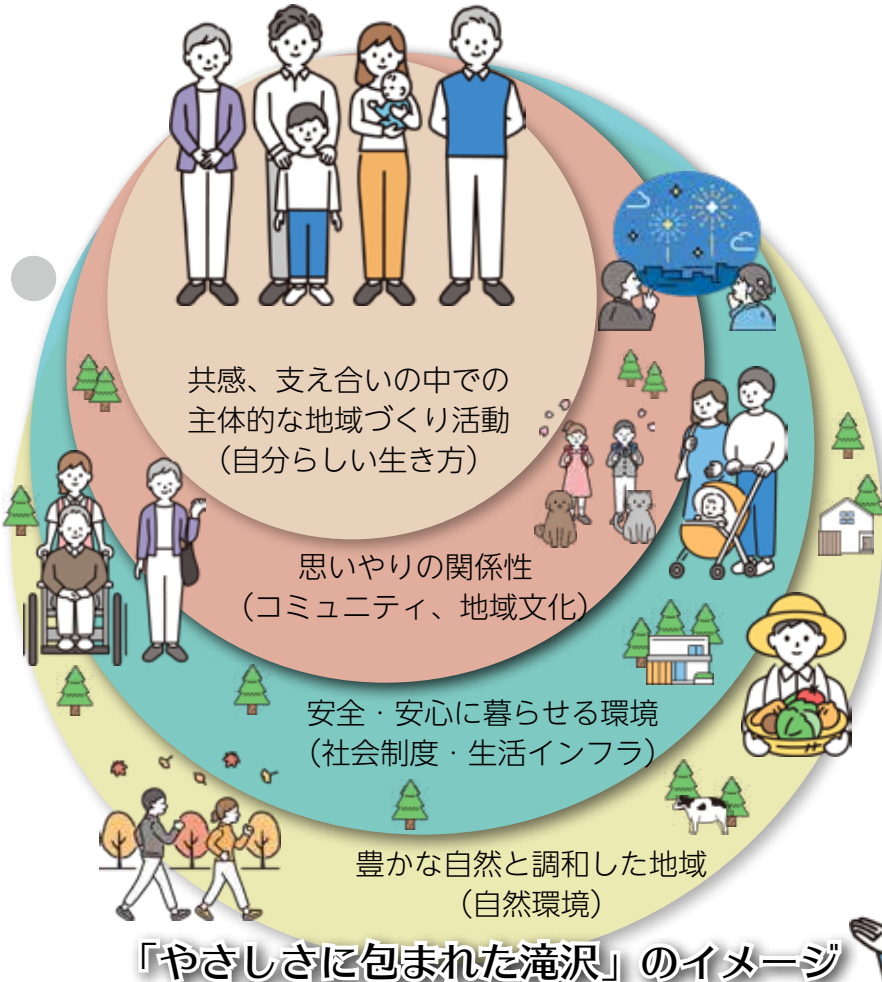 共感、支え合いの中での
主体的な地域づくり活動
（自分らしい生き方）
思いやりの関係性
（コミュニティ、地域文化）
安全・安心に暮らせる環境
（社会制度・生活インフラ）
豊かな自然と調和した地域
（自然環境）
「やさしさに包まれた滝沢」のイメージ